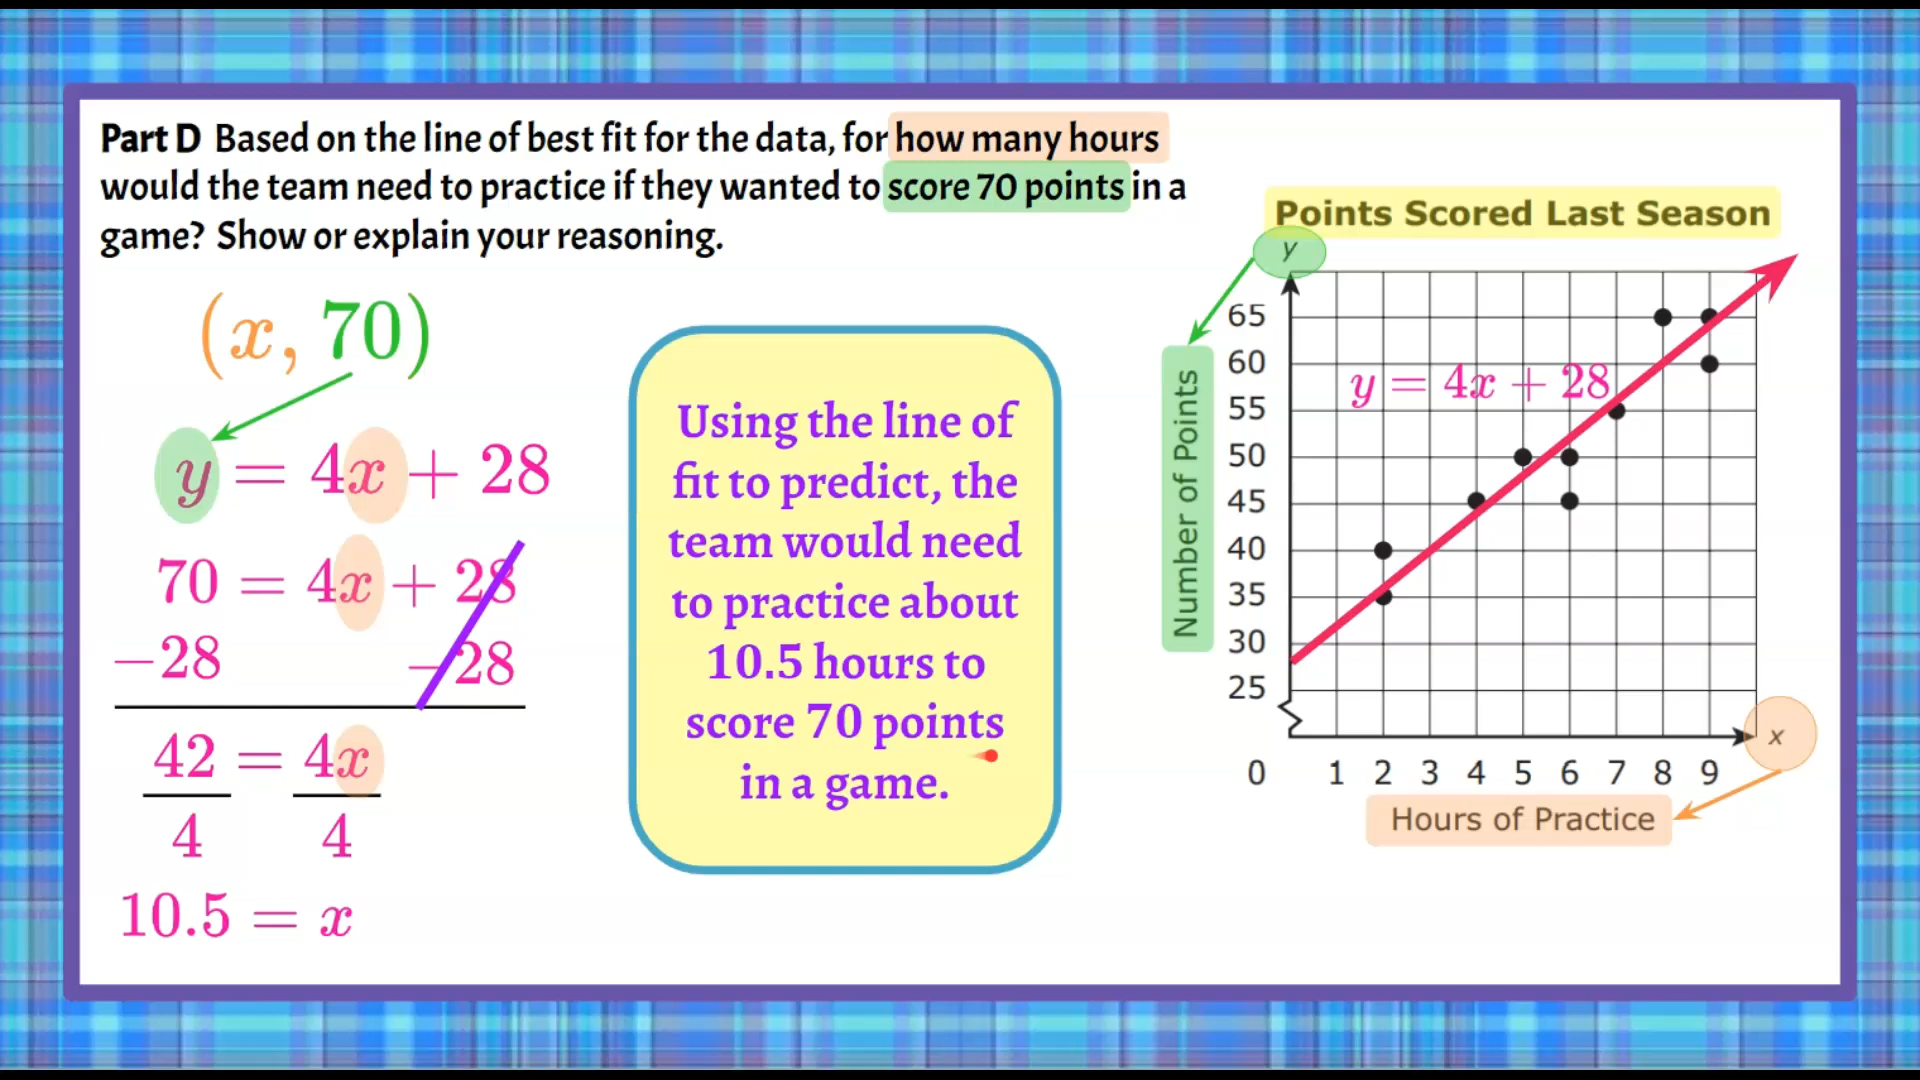 Part D Based on the line of best fit for the data, for how many hours
would the team need to practice if they wanted to score 70 points in a
game? Show or explain your reasoning.
(x, 70)
y = 4x + 28
70 = 4x + 28
−28 −28
42 = 4x
4 4
10.5 = x
Using the line of
fit to predict, the
team would need
to practice about
10.5 hours to
score 70 points
in a game.
Points Scored Last Season
y
65
60
y = 4x + 28
55
50
45
40
35
30
25
Number of Points
x
0 1 2 3 4 5 6 7 8 9
Hours of Practice